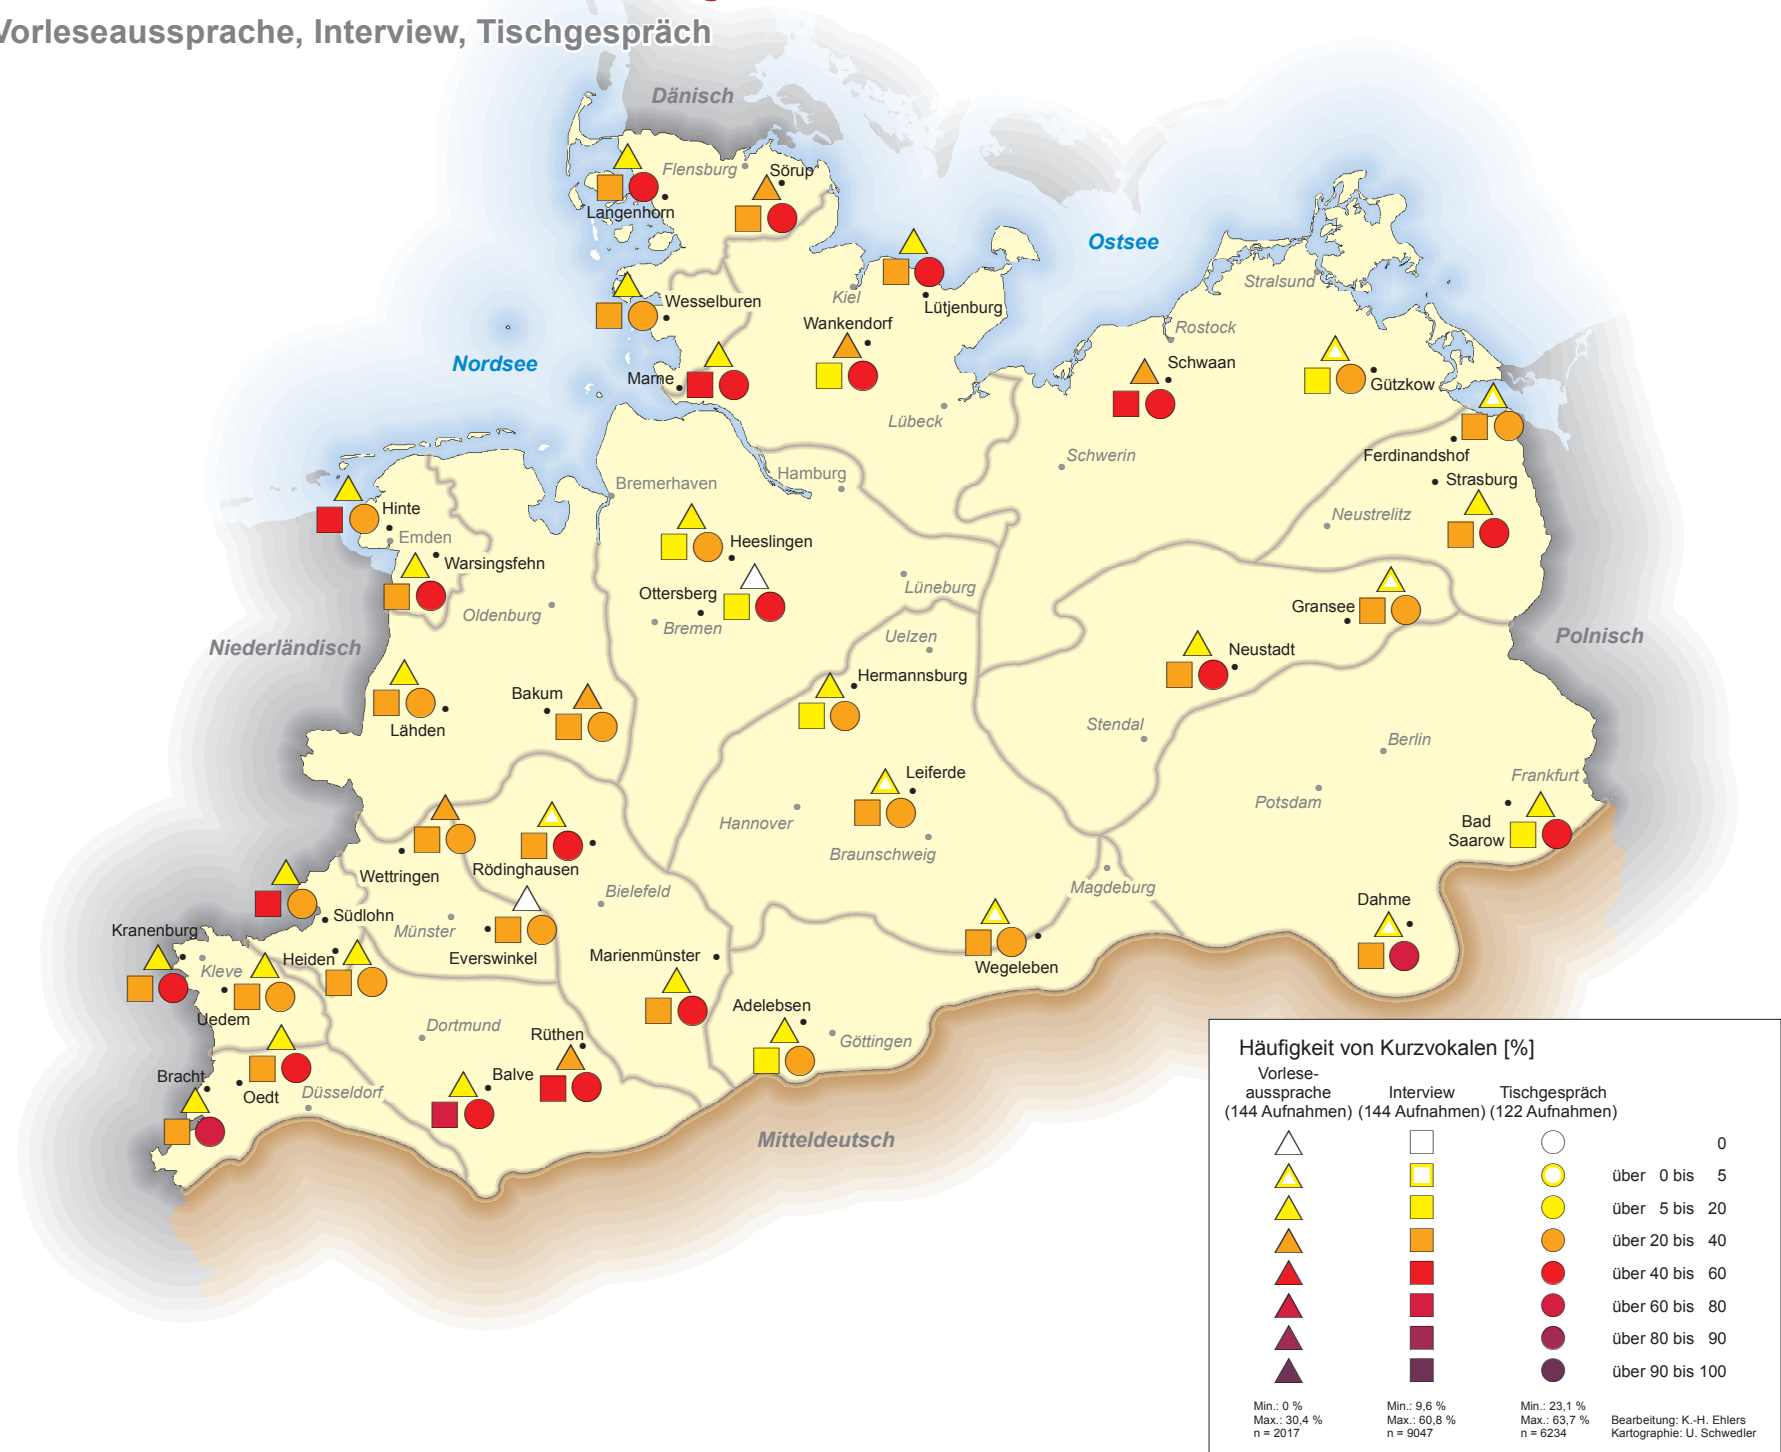 Vorleseaussprache, Interview, Tischgespräch
Dänisch
Flensburg
Sörup
Langenhorn
Ostsee
Stralsund
Kiel
Lütjenburg
Wesselburen
Wankendorf
Rostock
Nordsee
Schwaan
Marne
Gützkow
Lübeck
Schwerin
Ferdinandshof
Hamburg
Strasburg
Bremerhaven
Hinte
Neustrelitz
Emden
Heeslingen
Warsingsfehn
Lüneburg
Ottersberg
Gransee
Oldenburg
Bremen
Uelzen
Polnisch
Niederländisch
Neustadt
Hermannsburg
Bakum
Stendal
Lähden
Berlin
Leiferde
Frankfurt
Potsdam
Hannover
Bad
Saarow
Braunschweig
Rödinghausen
Wettringen
Magdeburg
Bielefeld
Dahme
Südlohn
Kranenburg
Münster
Everswinkel
Marienmünster
Heiden
Wegeleben
Kleve
Adelebsen
Uedem
Dortmund
Rüthen
Göttingen
Balve
Bracht
Düsseldorf
Oedt
Mitteldeutsch
Häufigkeit von Kurzvokalen [%]
Vorlese-
aussprache Interview Tischgespräch
(144 Aufnahmen) (144 Aufnahmen) (122 Aufnahmen)
0
über 0 bis 5
über 5 bis 20
über 20 bis 40
über 40 bis 60
über 60 bis 80
über 80 bis 90
über 90 bis 100
Min.: 0 % Min.: 9,6 % Min.: 23,1 %
Max.: 30,4 % Max.: 60,8 % Max.: 63,7 % Bearbeitung: K.-H. Ehlers
n = 2017 n = 9047 n = 6234 Kartographie: U. Schwedler